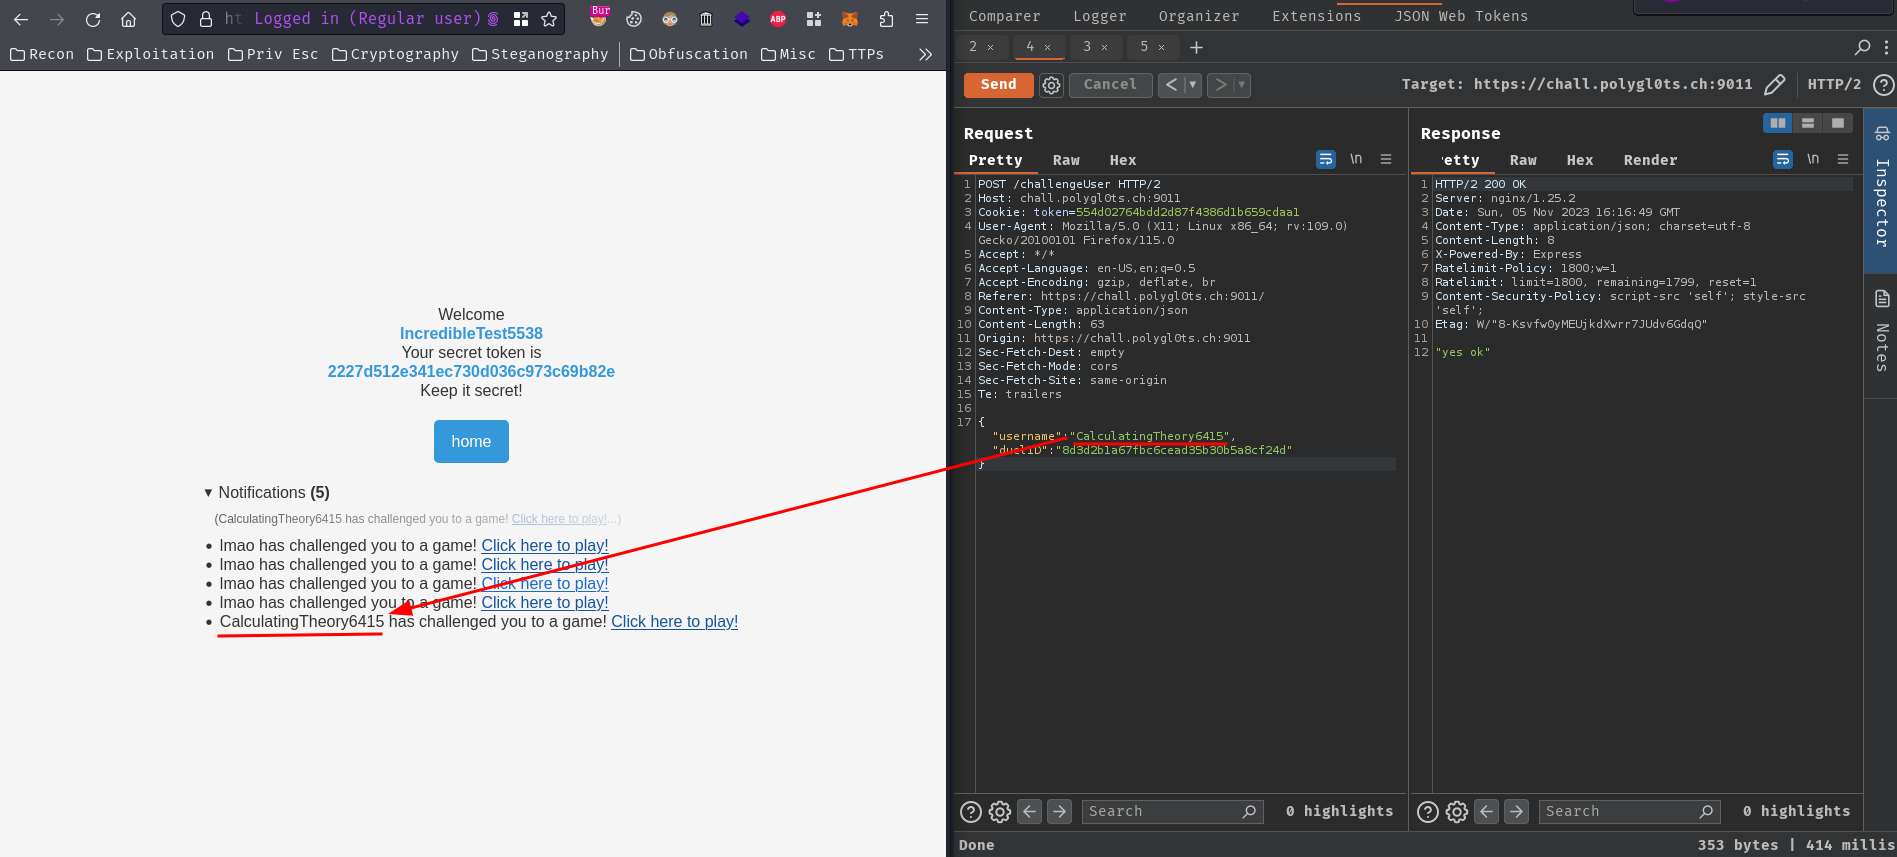 Bur
ht Logged in (Regular user)
ABP
Recon Exploitation Priv Esc Cryptography Steganography Obfuscation Misc TTPs
Welcome
IncredibleTest5538
Your secret token is
2227d512e341ec730d036c973c69b82e
Keep it secret!
home
▼ Notifications (5)
(CalculatingTheory6415 has challenged you to a game! Click here to play!...)
• lmao has challenged you to a game! Click here to play!
• lmao has challenged you to a game! Click here to play!
• lmao has challenged you to a game! Click here to play!
• lmao has challenged you to a game! Click here to play!
• CalculatingTheory6415 has challenged you to a game! Click here to play!
Comparer Logger Organizer Extensions JSON Web Tokens
2 × 4 × 3 × 5 × +
Send Cancel < > Target: https://chall.polygl0ts.ch:9011 HTTP/2
Request
Pretty Raw Hex \n
1 POST /challengeUser HTTP/2
2 Host: chall.polygl0ts.ch:9011
3 Cookie: token=554d02764bdd2d87f4386d1b659cdaa1
4 User-Agent: Mozilla/5.0 (X11; Linux x86_64; rv:109.0)
Gecko/20100101 Firefox/115.0
5 Accept: */*
6 Accept-Language: en-US,en;q=0.5
7 Accept-Encoding: gzip, deflate, br
8 Referer: https://chall.polygl0ts.ch:9011/
9 Content-Type: application/json
10 Content-Length: 63
11 Origin: https://chall.polygl0ts.ch:9011
12 Sec-Fetch-Dest: empty
13 Sec-Fetch-Mode: cors
14 Sec-Fetch-Site: same-origin
15 Te: trailers
16
17 {
"username":"CalculatingTheory6415",
"duelID":"8d3d2b1a67fbc6cead35b30b5a8cf24d"
}
Search 0 highlights
Response
etty Raw Hex Render \n
1 HTTP/2 200 OK
2 Server: nginx/1.25.2
3 Date: Sun, 05 Nov 2023 16:16:49 GMT
4 Content-Type: application/json; charset=utf-8
5 Content-Length: 8
6 X-Powered-By: Express
7 Ratelimit-Policy: 1800;w=1
8 Ratelimit: limit=1800, remaining=1799, reset=1
9 Content-Security-Policy: script-src 'self'; style-src
'self';
10 Etag: W/"8-KsvfwOyMEUjkdXwrr7JUdv6GdqQ"
11
12 "yes ok"
Search 0 highlights
Inspector
Notes
Done 353 bytes | 414 millis